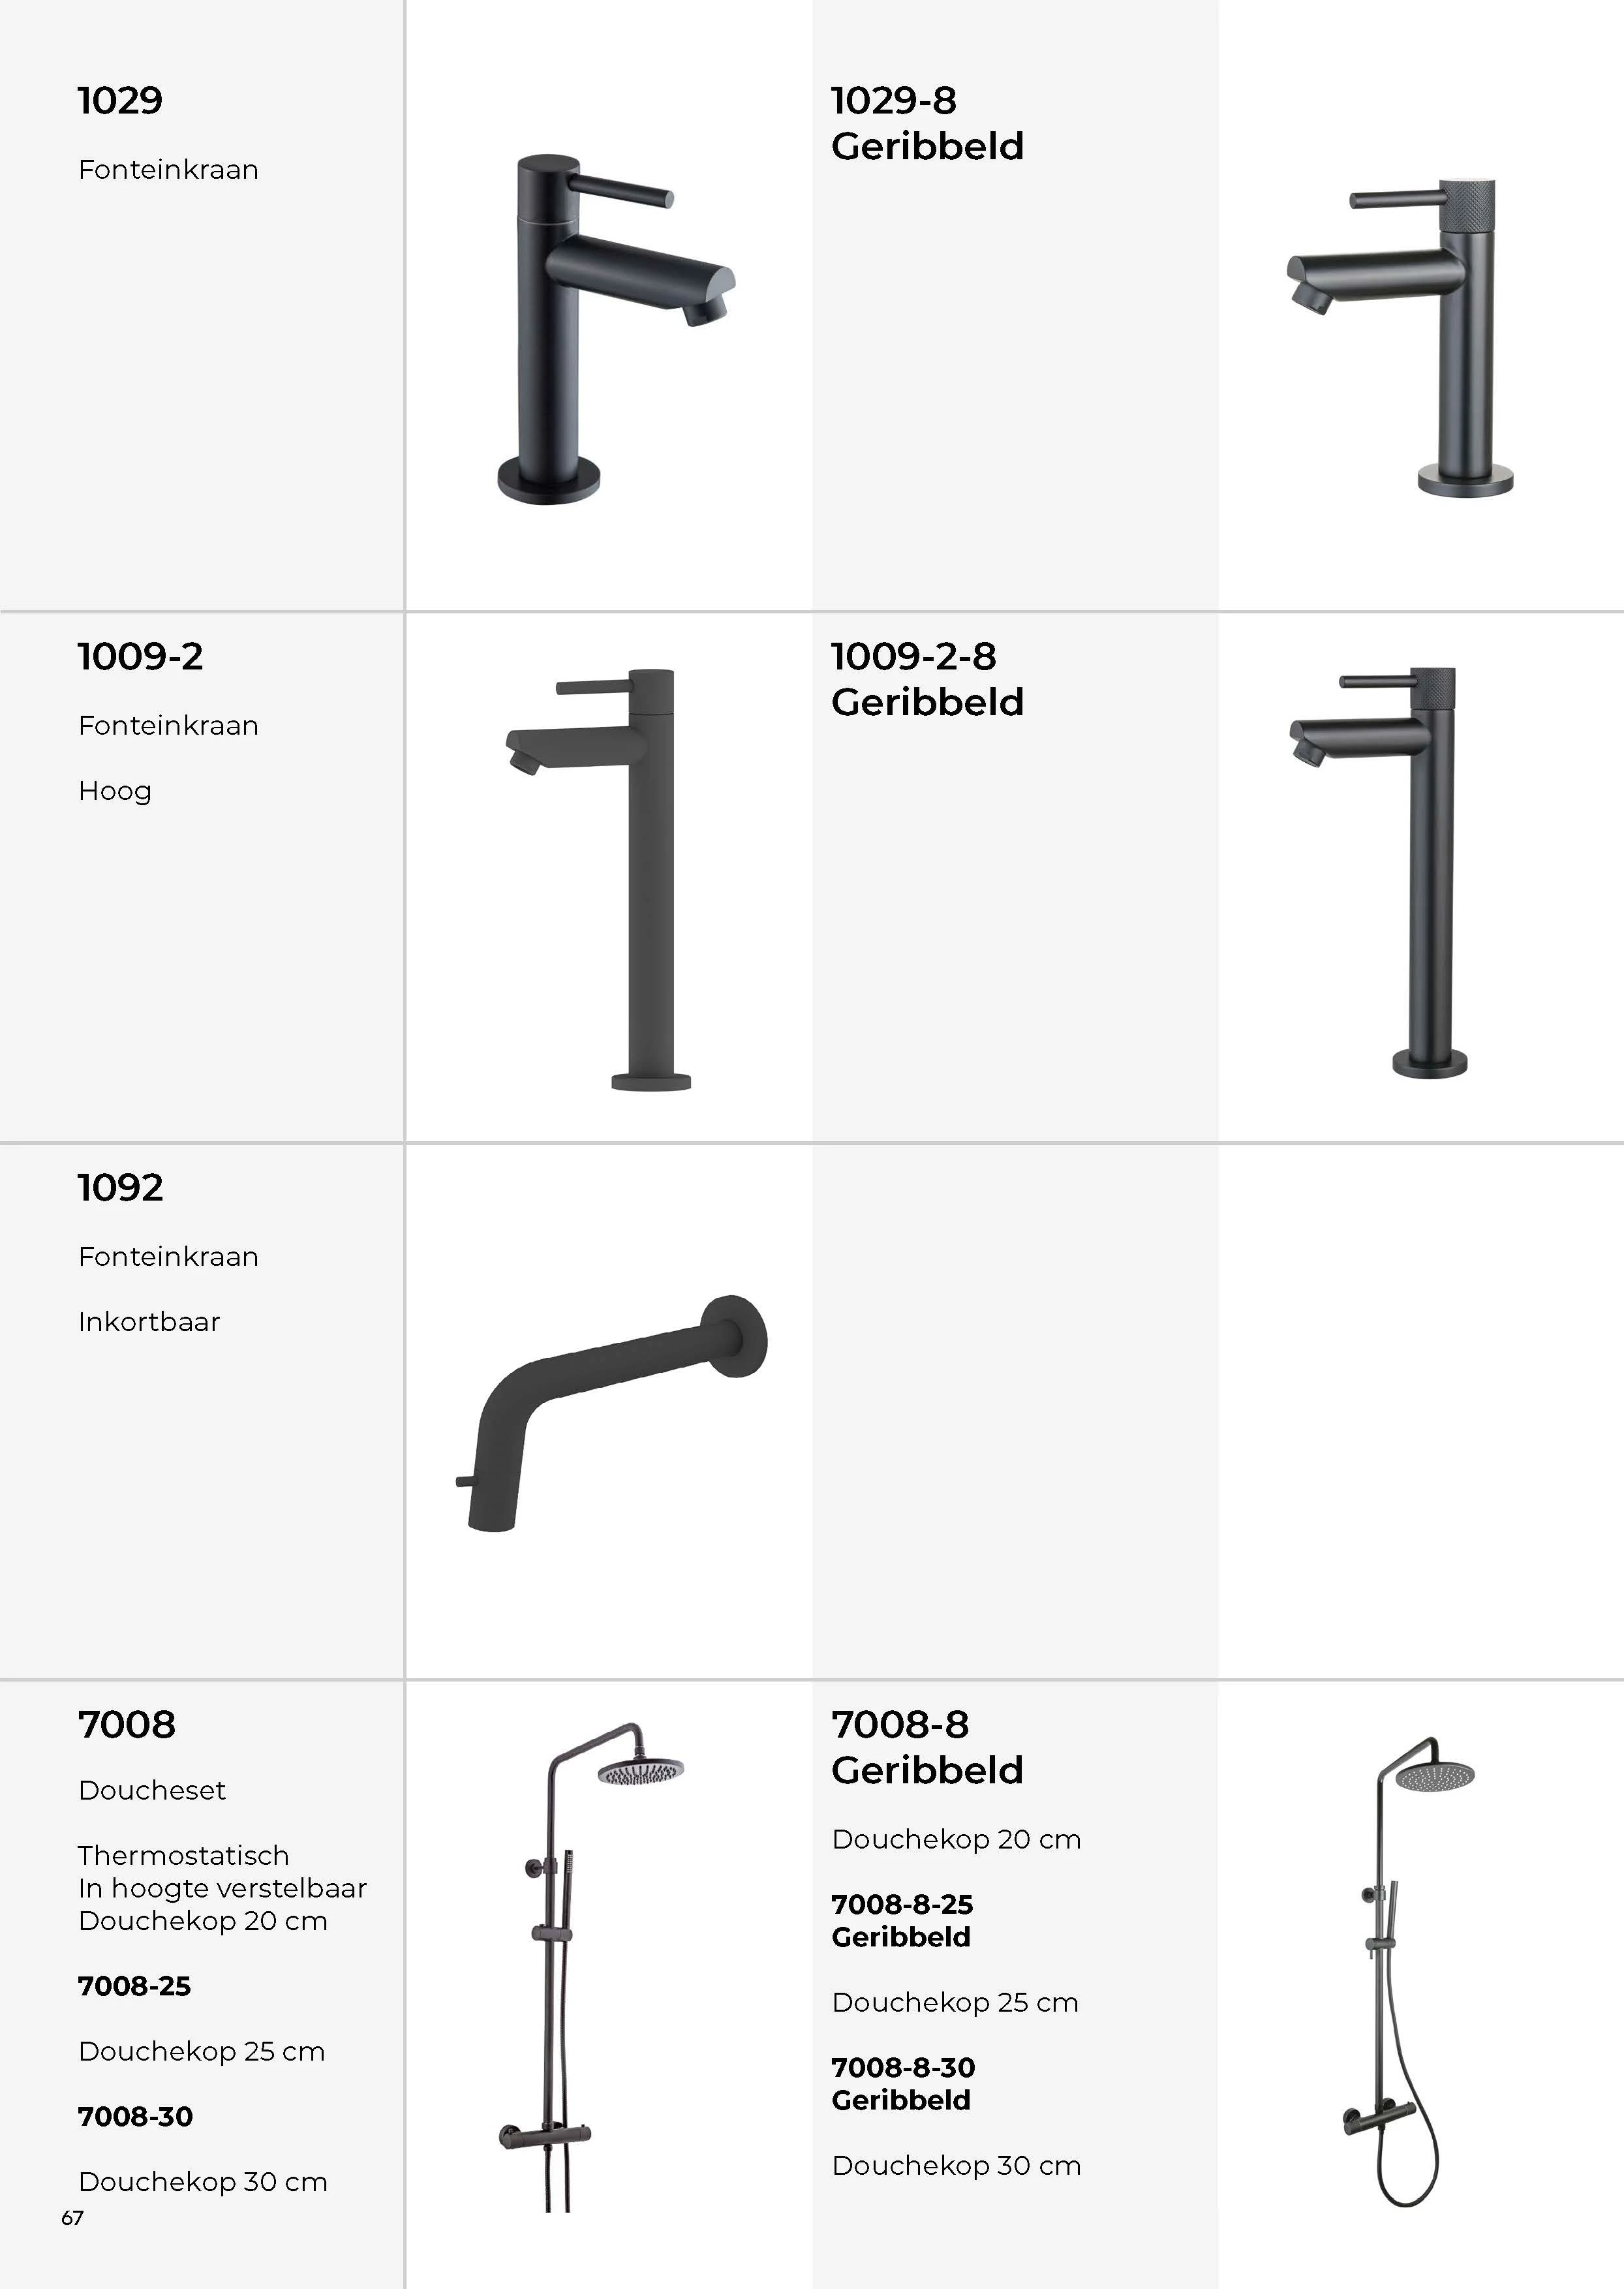 1029
Fonteinkraan
1029-8
Geribbeld
1009-2
Fonteinkraan
Hoog
1009-2-8
Geribbeld
1092
Fonteinkraan
Inkortbaar
7008
Doucheset
Thermostatisch
In hoogte verstelbaar
Douchekop 20 cm
7008-25
Douchekop 25 cm
7008-30
Douchekop 30 cm
7008-8
Geribbeld
Douchekop 20 cm
7008-8-25
Geribbeld
Douchekop 25 cm
7008-8-30
Geribbeld
Douchekop 30 cm
67